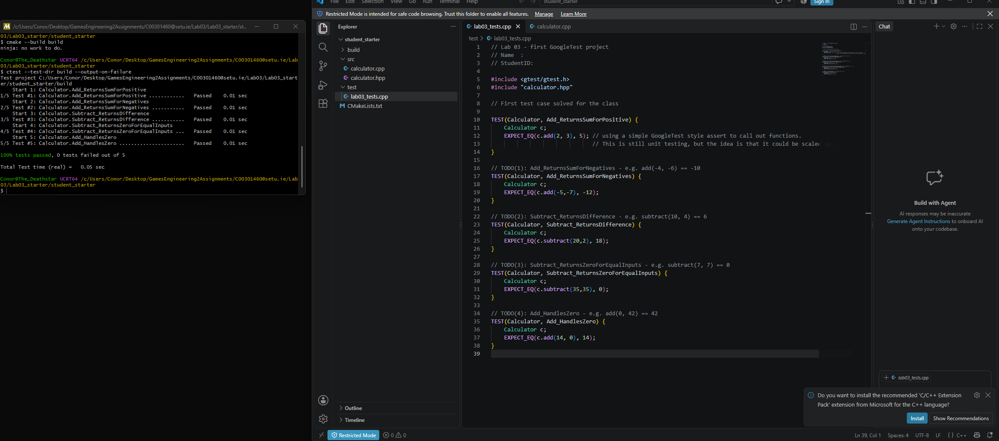 /c/Users/Conor/Desktop/GamesEngineering2Assignments/C00301460@setu.ie/Lab03/Lab03_starter/st...
03/Lab03_starter/student_starter
$ cmake --build build
ninja: no work to do.
Conor@The_Deathstar UCRT64 /c/Users/Conor/Desktop/GamesEngineering2Assignments/C00301460@setu.ie/Lab
03/Lab03_starter/student_starter
$ ctest --test-dir build --output-on-failure
Test project C:/Users/Conor/Desktop/GamesEngineering2Assignments/C00301460@setu.ie/Lab03/Lab03_start
er/student_starter/build
Start 1: Calculator.Add_ReturnsSumForPositive
1/5 Test #1: Calculator.Add_ReturnsSumForPositive ............ Passed 0.01 sec
Start 2: Calculator.Add_ReturnsSumForNegatives
2/5 Test #2: Calculator.Add_ReturnsSumForNegatives ........... Passed 0.01 sec
Start 3: Calculator.Subtract_ReturnsDifference
3/5 Test #3: Calculator.Subtract_ReturnsDifference ........... Passed 0.01 sec
Start 4: Calculator.Subtract_ReturnsZeroForEqualInputs
4/5 Test #4: Calculator.Subtract_ReturnsZeroForEqualInputs ... Passed 0.01 sec
Start 5: Calculator.Add_HandlesZero
5/5 Test #5: Calculator.Add_HandlesZero ...................... Passed 0.01 sec
100% tests passed, 0 tests failed out of 5
Total Test time (real) = 0.05 sec
Conor@The_Deathstar UCRT64 /c/Users/Conor/Desktop/GamesEngineering2Assignments/C00301460@setu.ie/Lab
03/Lab03_starter/student_starter
$
File Edit Selection View Go Run Terminal Help student_starter Sign In
Restricted Mode is intended for safe code browsing. Trust this folder to enable all features. Manage Learn More
Explorer
student_starter
build
src
calculator.cpp
calculator.hpp
test
lab03_tests.cpp
CMakeLists.txt
Outline
Timeline
lab03_tests.cpp calculator.cpp
test > lab03_tests.cpp
1 // Lab 03 - first GoogleTest project
2 // Name :
3 // StudentID:
4
5 #include <gtest/gtest.h>
6 #include "calculator.hpp"
7
8 // First test case solved for the class
9
10 TEST(Calculator, Add_ReturnsSumForPositive) {
11 Calculator c;
12 EXPECT_EQ(c.add(2, 3), 5); // using a simple GoogleTest style assert to call out functions.
13 // This is still unit testing, but the idea is that it could be scaled up.
14 }
15
16 // TODO(1): Add_ReturnsSumForNegatives - e.g. add(-4, -6) == -10
17 TEST(Calculator, Add_ReturnsSumForNegatives) {
18 Calculator c;
19 EXPECT_EQ(c.add(-5,-7), -12);
20 }
21
22 // TODO(2): Subtract_ReturnsDifference - e.g. subtract(10, 4) == 6
23 TEST(Calculator, Subtract_ReturnsDifference) {
24 Calculator c;
25 EXPECT_EQ(c.subtract(20,2), 18);
26 }
27
28 // TODO(3): Subtract_ReturnsZeroForEqualInputs - e.g. subtract(7, 7) == 0
29 TEST(Calculator, Subtract_ReturnsZeroForEqualInputs) {
30 Calculator c;
31 EXPECT_EQ(c.subtract(35,35), 0);
32 }
33
34 // TODO(4): Add_HandlesZero - e.g. add(0, 42) == 42
35 TEST(Calculator, Add_HandlesZero) {
36 Calculator c;
37 EXPECT_EQ(c.add(14, 0), 14);
38 }
39
Chat
Build with Agent
AI responses may be inaccurate
Generate Agent Instructions to onboard AI
onto your codebase.
lab03_tests.cpp
Do you want to install the recommended 'C/C++ Extension
Pack' extension from Microsoft for the C++ language?
Install Show Recommendations
Restricted Mode 0 0
Ln 39, Col 1 Spaces: 4 UTF-8 LF {} C++